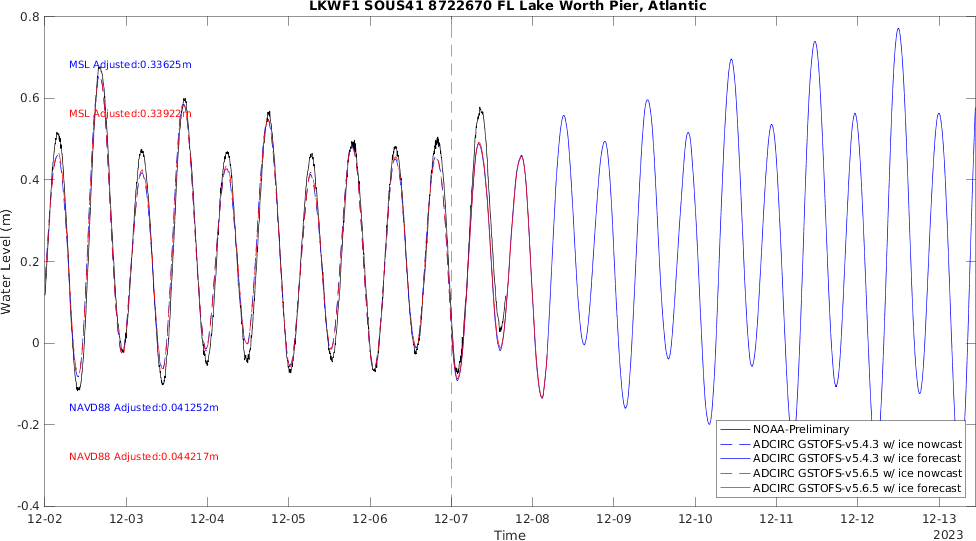 LKWF1 SOUS41 8722670 FL Lake Worth Pier, Atlantic
0.8
0.6
0.4
0.2
0
-0.2
-0.4
Water Level (m)
MSL Adjusted:0.33625m
MSL Adjusted:0.33922m
NAVD88 Adjusted:0.041252m
NAVD88 Adjusted:0.044217m
NOAA-Preliminary
ADCIRC GSTOFS-v5.4.3 w/ ice nowcast
ADCIRC GSTOFS-v5.4.3 w/ ice forecast
ADCIRC GSTOFS-v5.6.5 w/ ice nowcast
ADCIRC GSTOFS-v5.6.5 w/ ice forecast
12-02 12-03 12-04 12-05 12-06 12-07 12-08 12-09 12-10 12-11 12-12 12-13
Time
2023